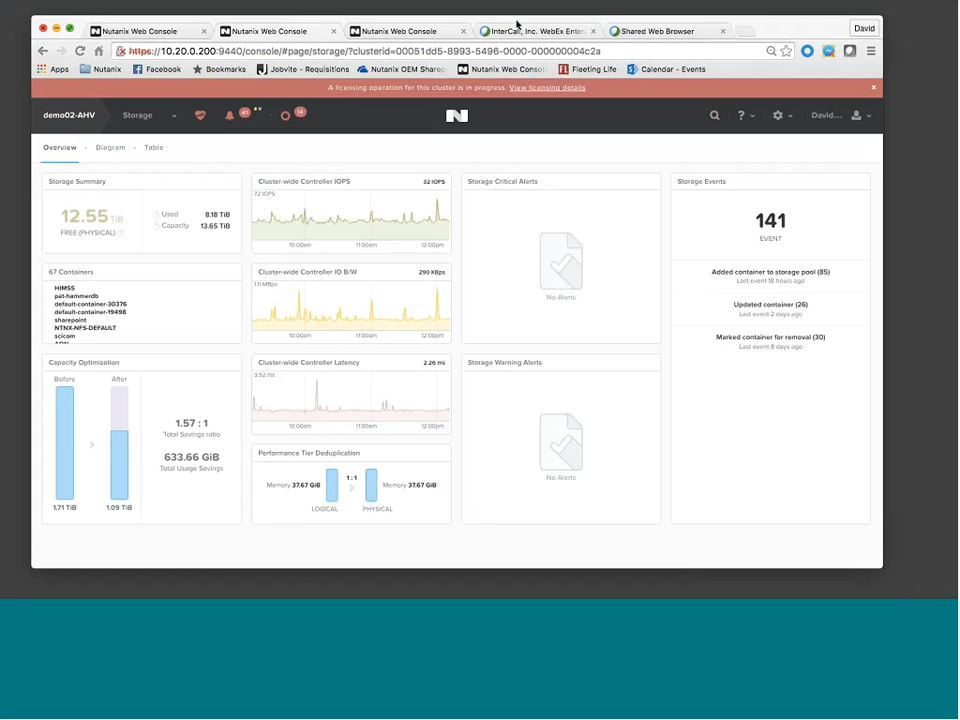 Nutanix Web Console
Nutanix Web Console
Nutanix Web Console
InterCall, Inc. WebEx Enter
Shared Web Browser
David
https://10.20.0.200:9440/console/#page/storage/?clusterid=00051dd5-8993-5496-0000-000000004c2a
Apps
Nutanix
Facebook
Bookmarks
Jobvite - Requisitions
Nutanix OEM Sharep
Nutanix Web Conso
Fleeting Life
Calendar - Events
A licensing operation for this cluster is in progress. View licensing details
demo02-AHV
Storage
41
14
?
David....
Overview
Diagram
Table
Storage Summary
12.55 TiB
FREE (PHYSICAL)
Used 8.18 TiB
Capacity 13.65 TiB
67 Containers
HIMSS
pat-hammerdb
default-container-30376
default-container-19498
sharepoint
NTNX-NFS-DEFAULT
scicom
Capacity Optimization
Before
After
1.71 TiB
1.09 TiB
1.57 : 1
Total Savings ratio
633.66 GiB
Total Usage Savings
Cluster-wide Controller IOPS
32 IOPS
72 IOPS
10:00am 11:00am 12:00pm
Cluster-wide Controller IO B/W
290 KBps
1.11 MBps
10:00am 11:00am 12:00pm
Cluster-wide Controller Latency
2.26 ms
9.52 ms
10:00am 11:00am 12:00pm
Performance Tier Deduplication
Memory 37.67 GiB
1 : 1
Memory 37.67 GiB
LOGICAL
PHYSICAL
Storage Critical Alerts
No Alerts
Storage Warning Alerts
No Alerts
Storage Events
141
EVENT
Added container to storage pool (85)
Last event 18 hours ago
Updated container (26)
Last event 2 days ago
Marked container for removal (30)
Last event 8 days ago